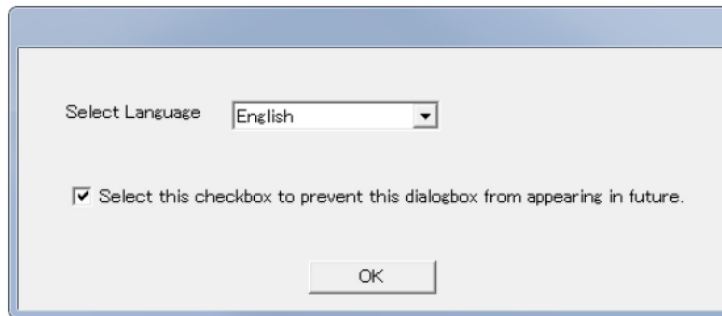 Select Language
English
Select this checkbox to prevent this dialogbox from appearing in future.
OK